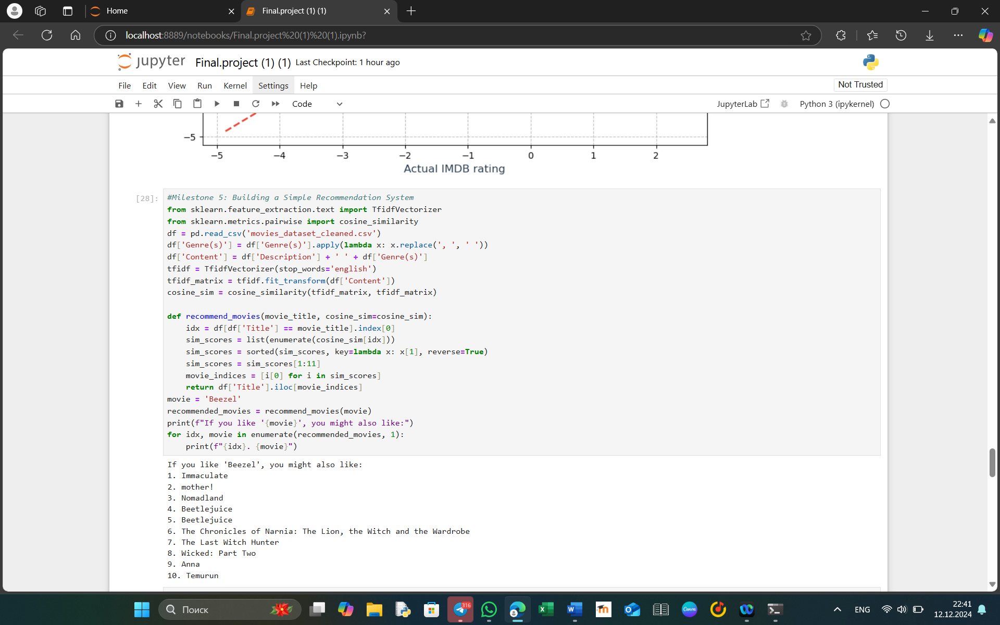 Home
Final.project (1) (1)
localhost:8889/notebooks/Final.project%20(1)%20(1).ipynb?
jupyter
Final.project (1) (1) Last Checkpoint: 1 hour ago
File Edit View Run Kernel Settings Help
Not Trusted
Code
JupyterLab
Python 3 (ipykernel)
−5
−5 −4 −3 −2 −1 0 1 2
Actual IMDB rating
[28]:
#Milestone 5: Building a Simple Recommendation System
from sklearn.feature_extraction.text import TfidfVectorizer
from sklearn.metrics.pairwise import cosine_similarity
df = pd.read_csv('movies_dataset_cleaned.csv')
df['Genre(s)'] = df['Genre(s)'].apply(lambda x: x.replace(', ', ' '))
df['Content'] = df['Description'] + ' ' + df['Genre(s)']
tfidf = TfidfVectorizer(stop_words='english')
tfidf_matrix = tfidf.fit_transform(df['Content'])
cosine_sim = cosine_similarity(tfidf_matrix, tfidf_matrix)
def recommend_movies(movie_title, cosine_sim=cosine_sim):
    idx = df[df['Title'] == movie_title].index[0]
    sim_scores = list(enumerate(cosine_sim[idx]))
    sim_scores = sorted(sim_scores, key=lambda x: x[1], reverse=True)
    sim_scores = sim_scores[1:11]
    movie_indices = [i[0] for i in sim_scores]
    return df['Title'].iloc[movie_indices]
movie = 'Beezel'
recommended_movies = recommend_movies(movie)
print(f"If you like '{movie}', you might also like:")
for idx, movie in enumerate(recommended_movies, 1):
    print(f"{idx}. {movie}")
If you like 'Beezel', you might also like:
1. Immaculate
2. mother!
3. Nomadland
4. Beetlejuice
5. Beetlejuice
6. The Chronicles of Narnia: The Lion, the Witch and the Wardrobe
7. The Last Witch Hunter
8. Wicked: Part Two
9. Anna
10. Temurun
Поиск
316
Canva
ENG
22:41
12.12.2024